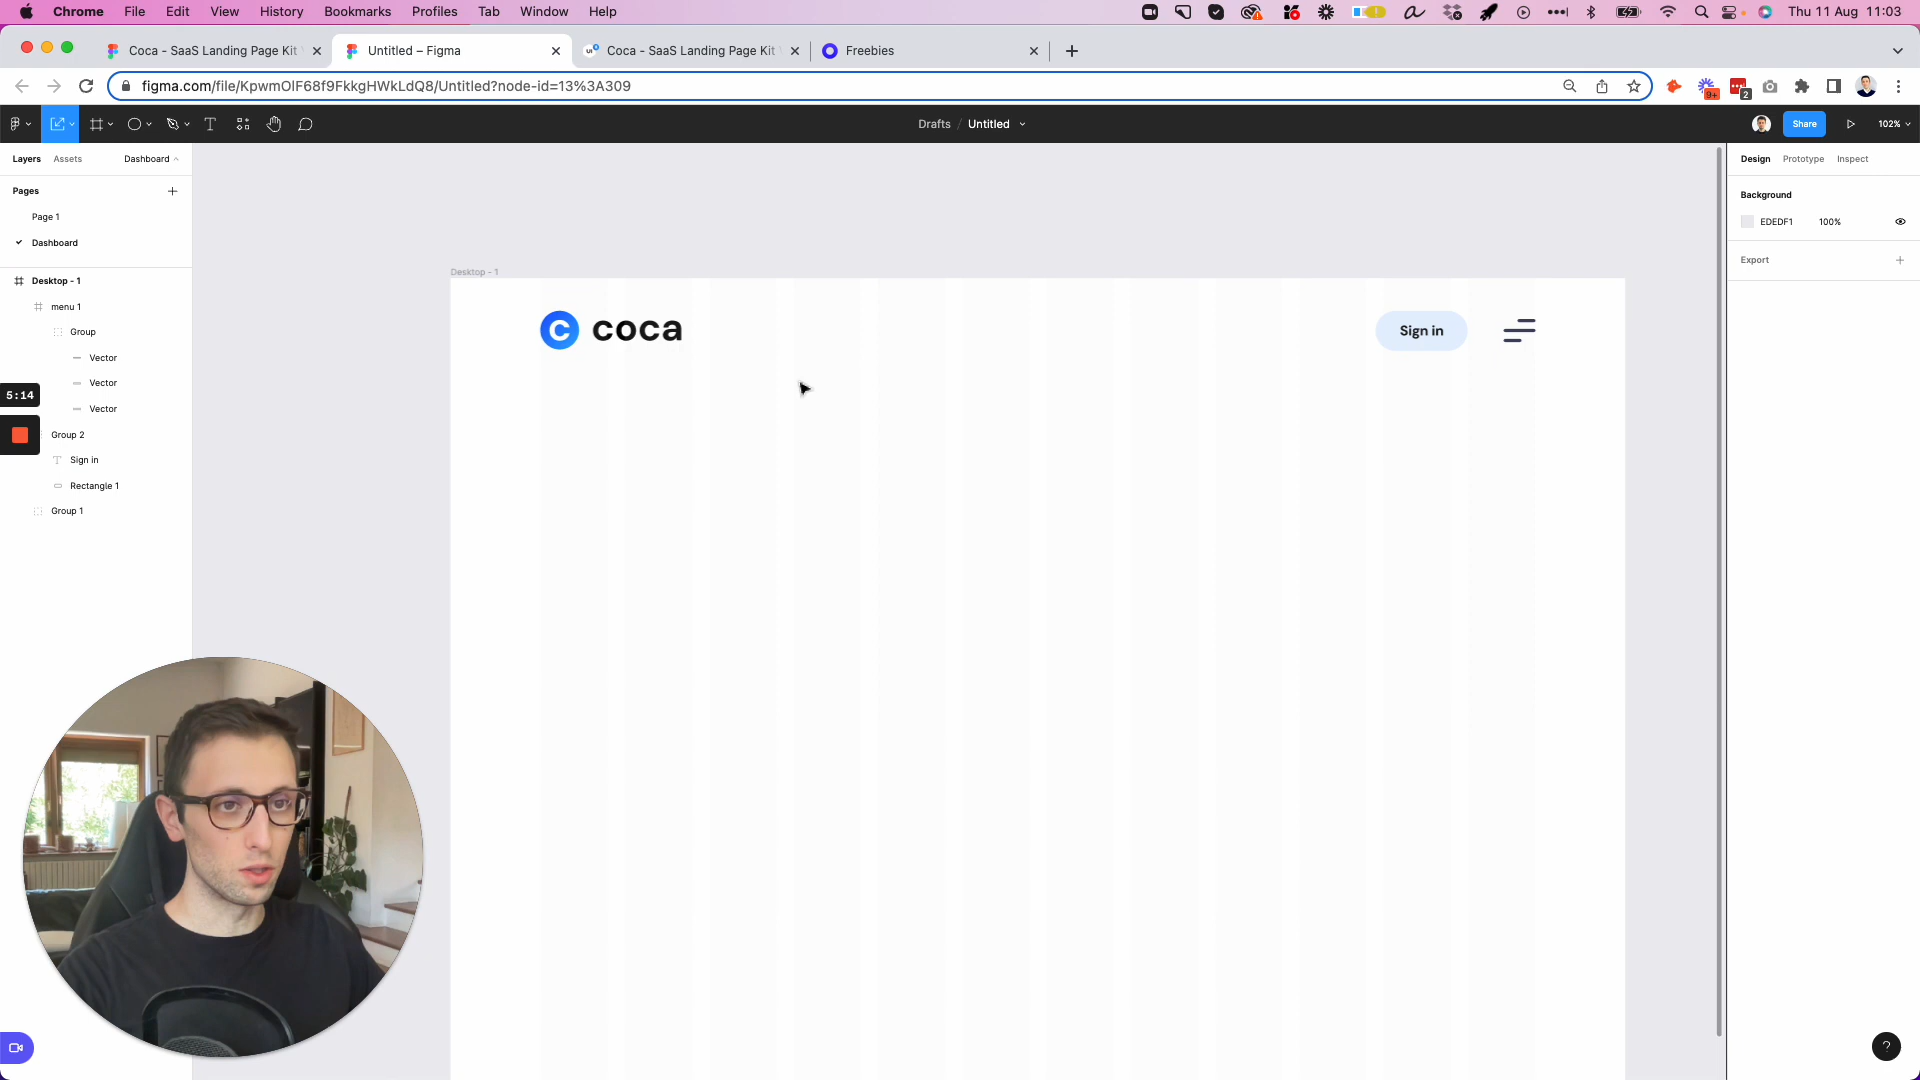 Chrome File Edit View History Bookmarks Profiles Tab Window Help Thu 11 Aug 11:03
Coca - SaaS Landing Page Kit
Untitled – Figma
Coca - SaaS Landing Page Kit
Freebies
figma.com/file/KpwmOIF68f9FkkgHWkLdQ8/Untitled?node-id=13%3A309
9+
2
Drafts / Untitled
Share
102%
Layers Assets Dashboard
Design Prototype Inspect
Pages
Background
EDEDF1 100%
Page 1
Dashboard
Export
Desktop - 1
Desktop - 1
menu 1
Group
Vector
Vector
Vector
5:14
Group 2
Sign in
Rectangle 1
Group 1
C coca
Sign in
?